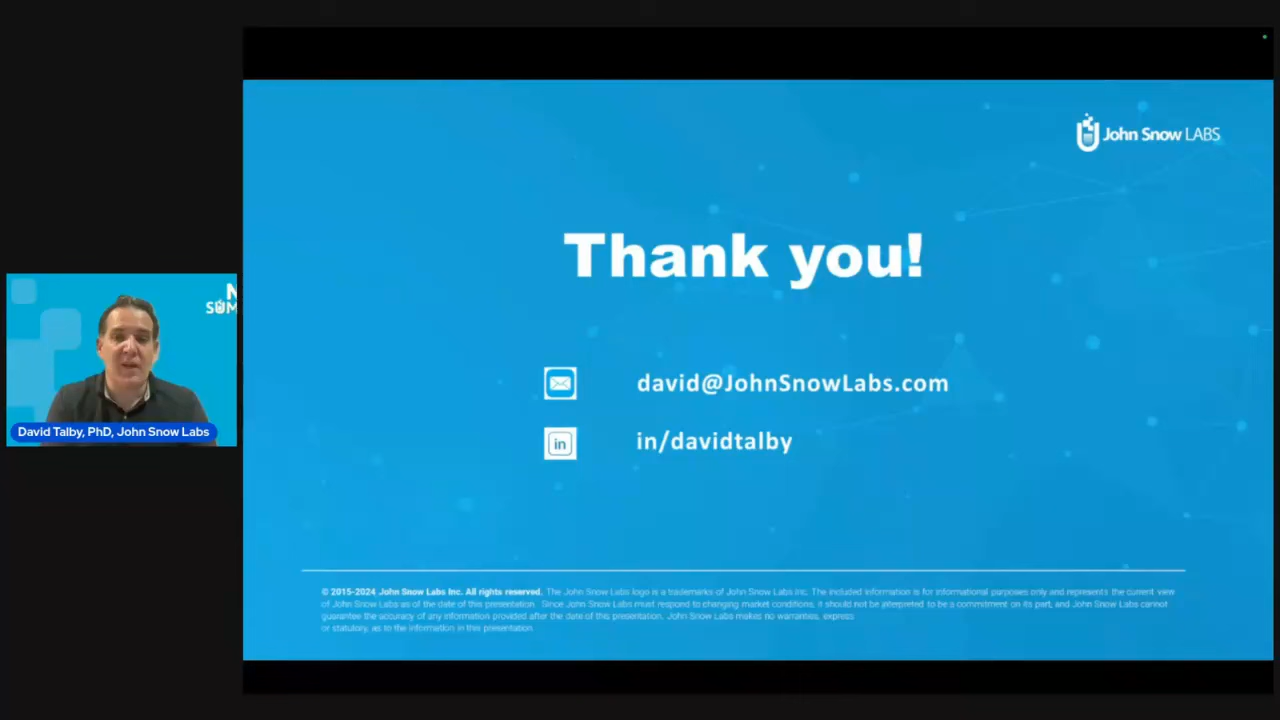 John Snow LABS
Thank you!
david@JohnSnowLabs.com
in
in/davidtalby
SUM
David Talby, PhD, John Snow Labs
© 2015-2024 John Snow Labs Inc. All rights reserved. The John Snow Labs logo is a trademarks of John Snow Labs Inc. The included information is for informational purposes only and represents the current view
of John Snow Labs as of the date of this presentation. Since John Snow Labs must respond to changing market conditions, it should not be interpreted to be a commitment on its part, and John Snow Labs cannot
guarantee the accuracy of any information provided after the date of this presentation. John Snow Labs makes no warranties, express
or statutory, as to the information in this presentation.